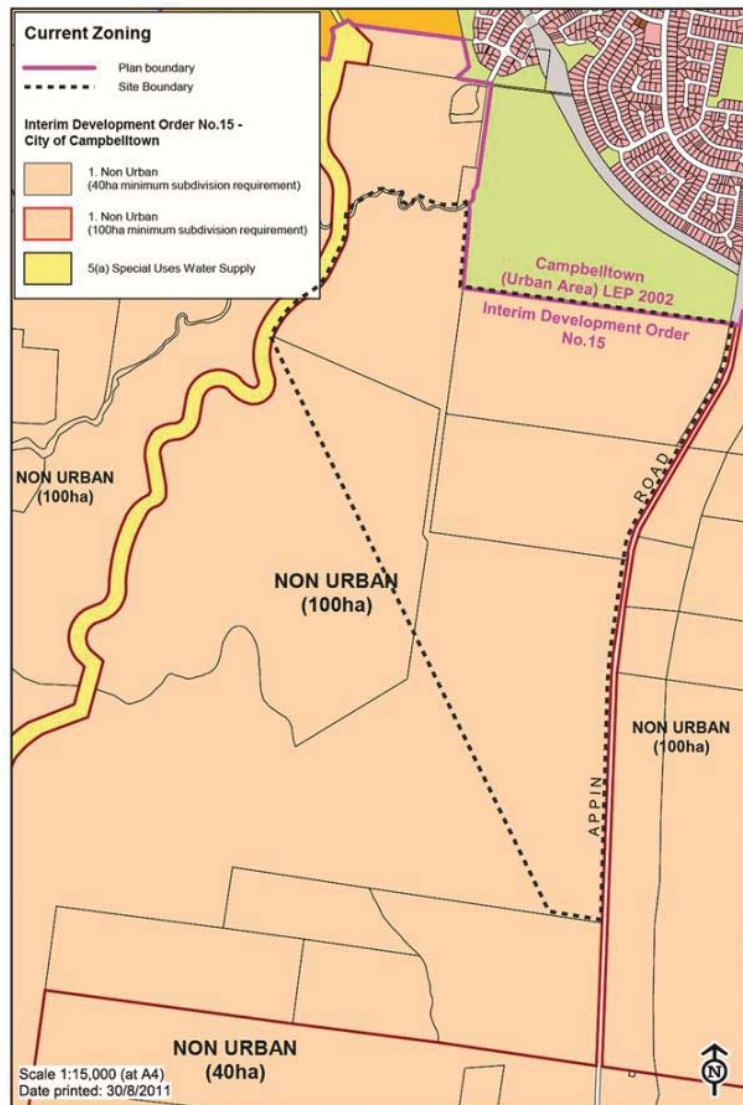 Current Zoning
Plan boundary
Site Boundary
Interim Development Order No.15 -
City of Campbelltown
1. Non Urban
(40ha minimum subdivision requirement)
1. Non Urban
(100ha minimum subdivision requirement)
5(a) Special Uses Water Supply
Campbelltown
(Urban Area) LEP 2002
Interim Development Order
No.15
ROAD
NON URBAN
(100ha)
NON URBAN
(100ha)
NON URBAN
(100ha)
APPIN
NON URBAN
(40ha)
Scale 1:15,000 (at A4)
Date printed: 30/8/2011
N